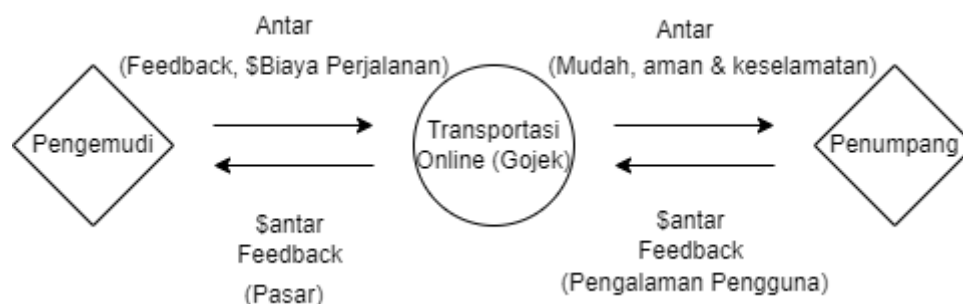 Antar
(Feedback, $Biaya Perjalanan)
Antar
(Mudah, aman & keselamatan)
Pengemudi
Transportasi
Online (Gojek)
Penumpang
$antar
Feedback
(Pasar)
$antar
Feedback
(Pengalaman Pengguna)